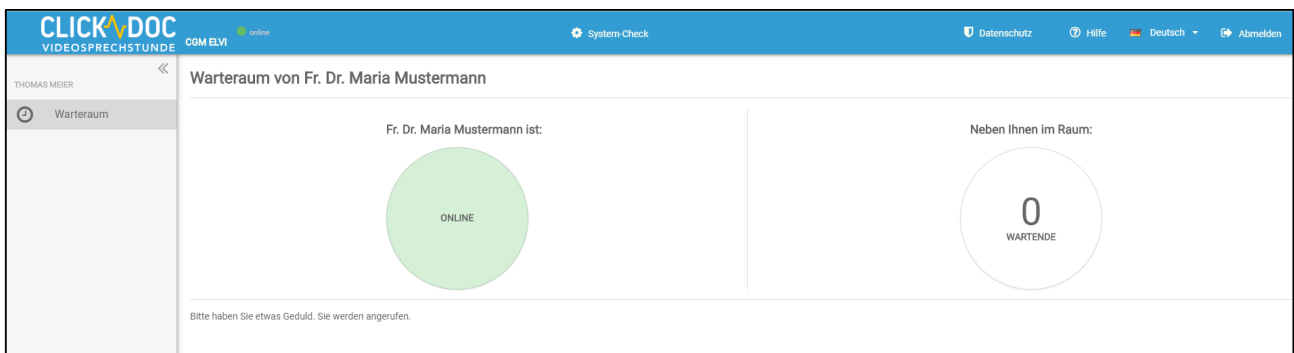 CLICK DOC
VIDEOSPRECHSTUNDE
CGM ELVI
online
System-Check
Datenschutz
Hilfe
Deutsch
Abmelden
THOMAS MEIER
Warteraum
Warteraum von Fr. Dr. Maria Mustermann
Fr. Dr. Maria Mustermann ist:
ONLINE
Neben Ihnen im Raum:
0
WARTENDE
Bitte haben Sie etwas Geduld. Sie werden angerufen.